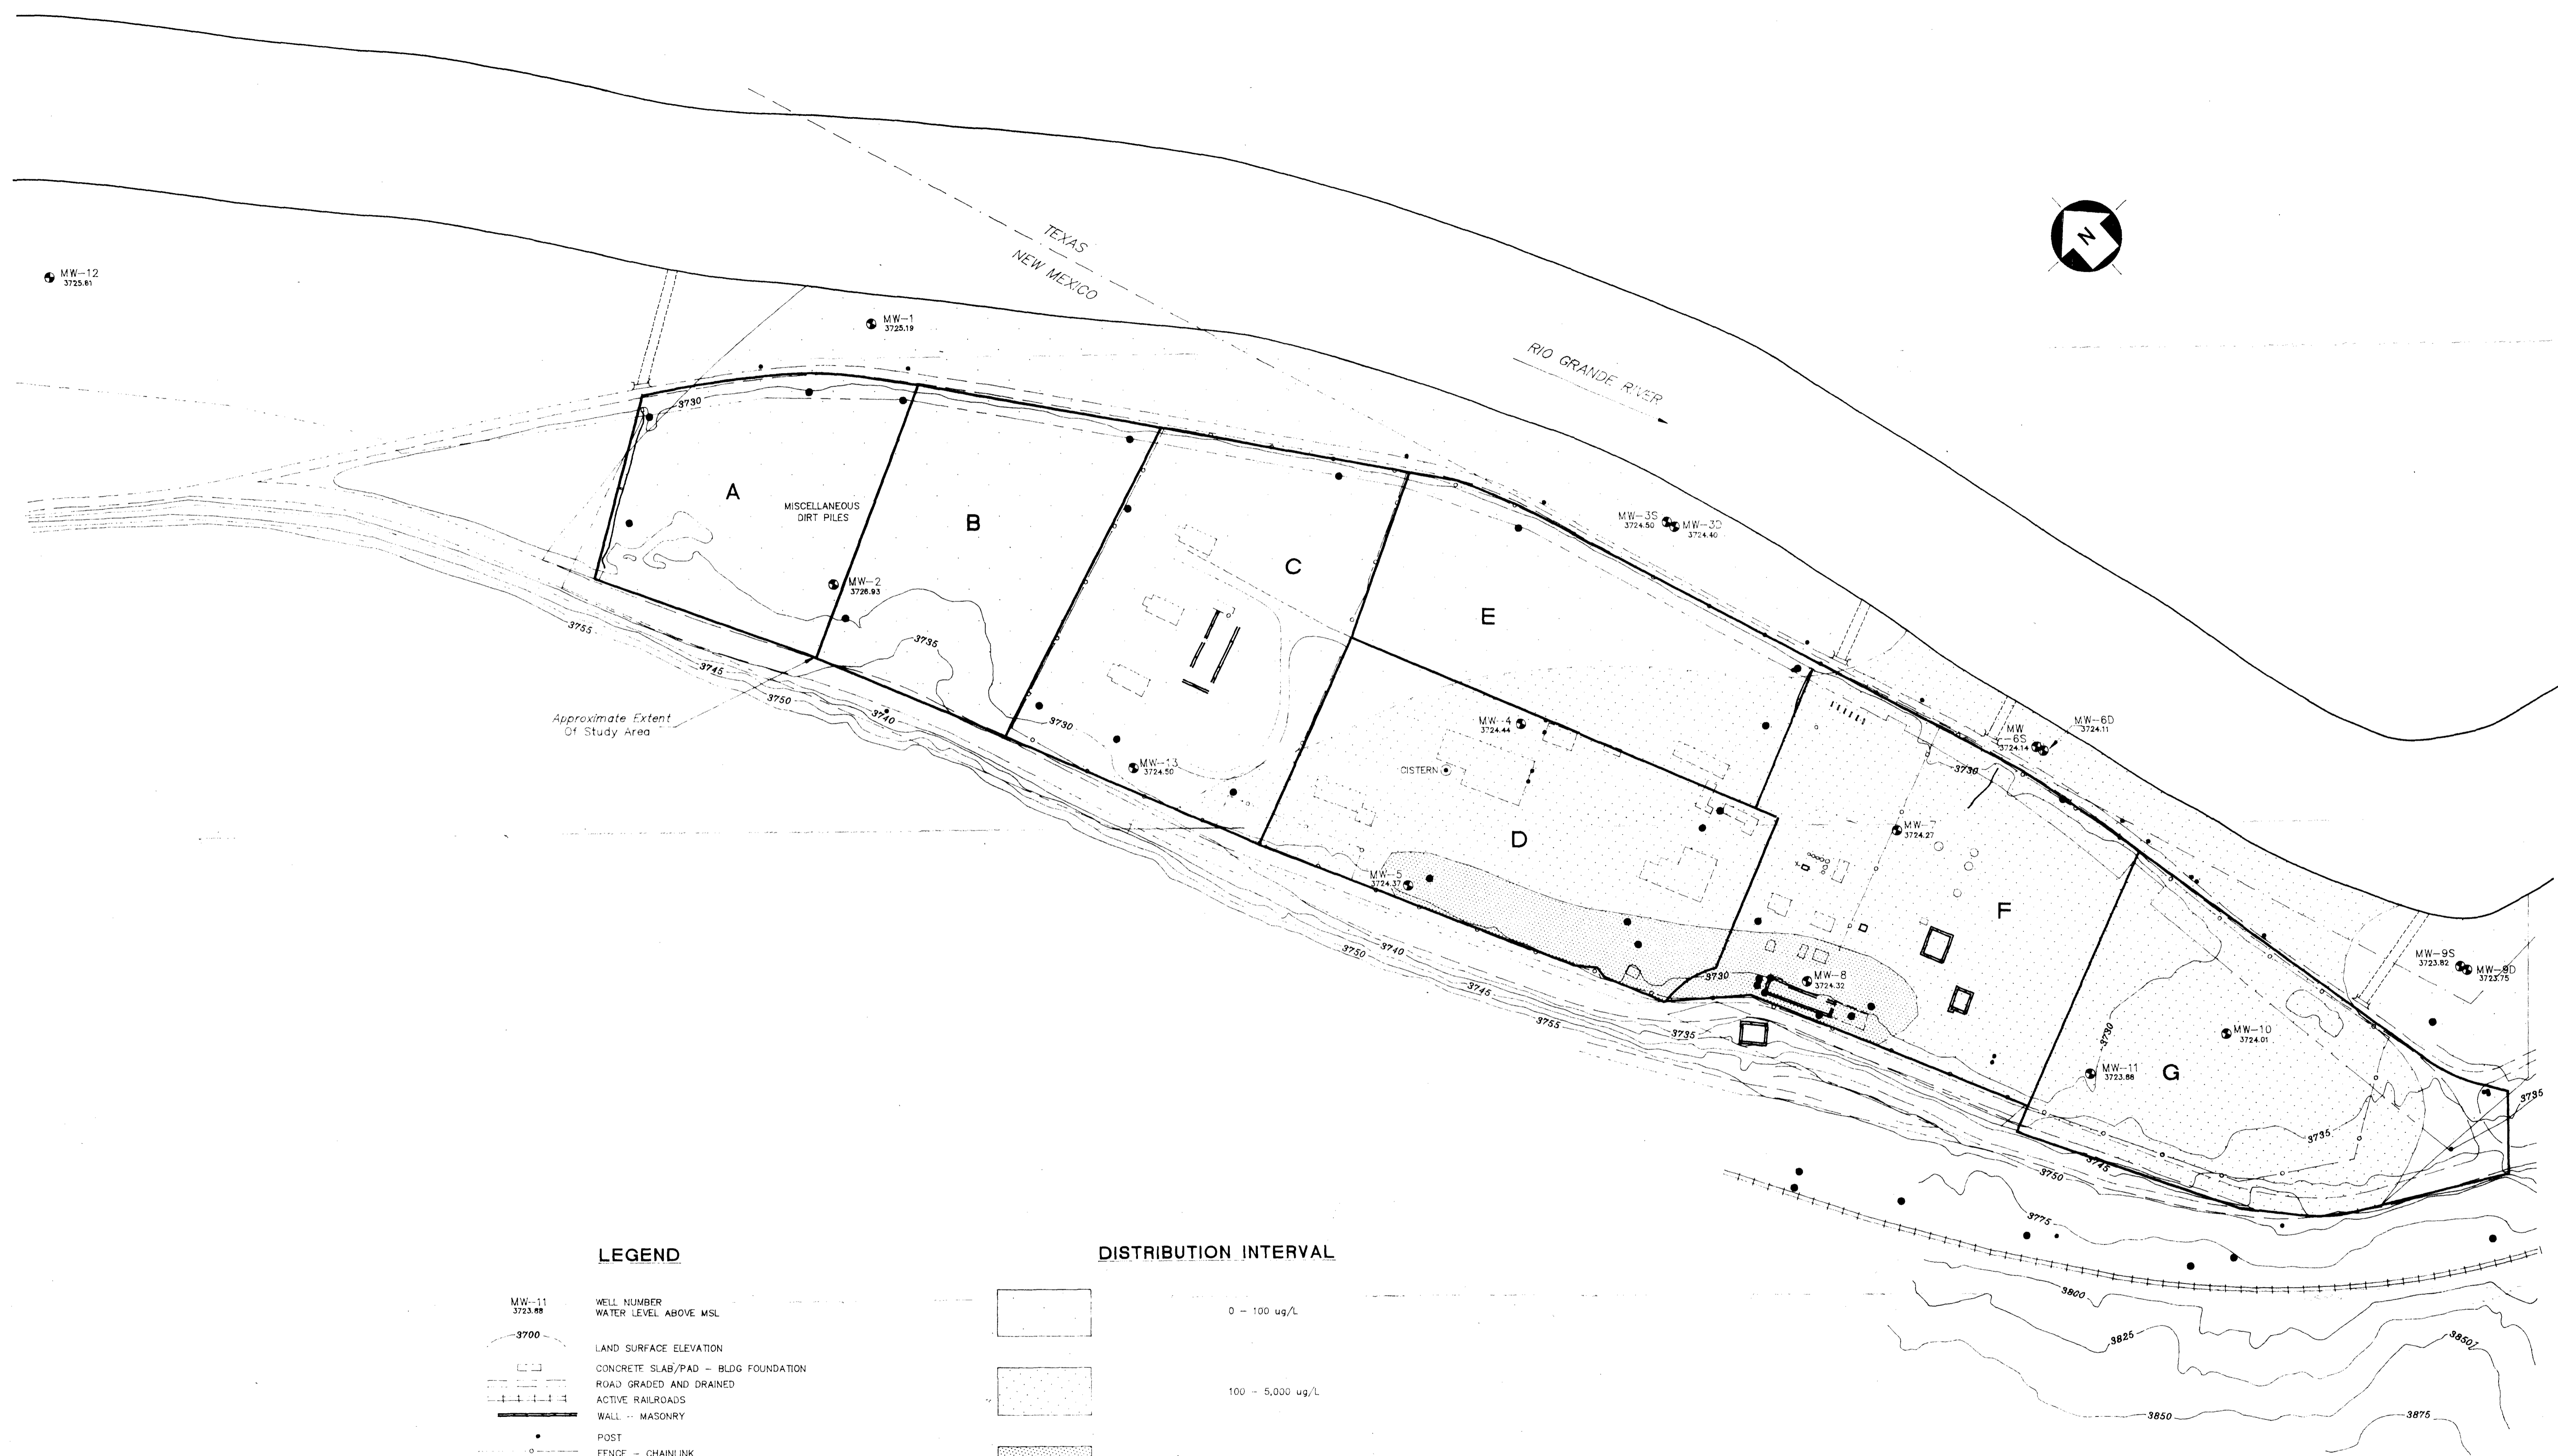 TEXAS
NEW MEXICO
N
RIO GRANDE RIVER
MW-12
3725.81
MW-1
3725.19
3730
A
MISCELLANEOUS
DIRT PILES
B
MW-3S
3724.50
MW-3D
3724.40
C
MW-2
3726.93
E
3755
3735
3745
3750
3740
3730
Approximate Extent
Of Study Area
MW-4
3724.44
MW
-6S
3724.14
MW-6D
3724.11
MW-13
3724.50
CISTERN
3730
D
MW-7
3724.27
MW-5
3724.37
F
3740
3750
3730
MW-8
3724.32
MW-9S
3723.82
MW-9D
3723.75
3745
3755
3735
3730
MW-10
3724.01
MW-11
3723.88
G
3735
3735
3745
3750
3775
3800
3825
3850
3850
3875
LEGEND
MW-11
3723.88
WELL NUMBER
WATER LEVEL ABOVE MSL
3700
LAND SURFACE ELEVATION
CONCRETE SLAB/PAD - BLDG FOUNDATION
ROAD GRADED AND DRAINED
ACTIVE RAILROADS
WALL -- MASONRY
POST
FENCE - CHAINLINK
DISTRIBUTION INTERVAL
0 - 100 ug/L
100 - 5,000 ug/L